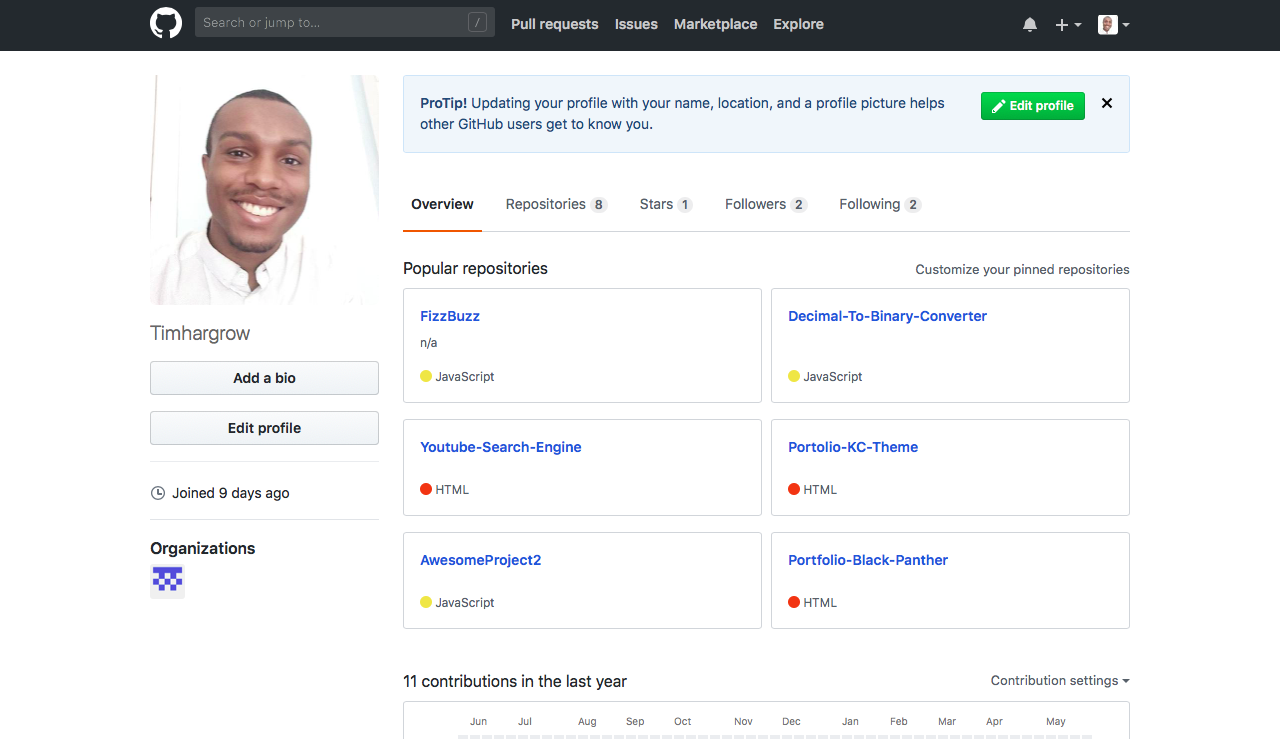 Search or jump to...
/
Pull requests
Issues
Marketplace
Explore
ProTip! Updating your profile with your name, location, and a profile picture helps
other GitHub users get to know you.
Edit profile
Overview
Repositories 8
Stars 1
Followers 2
Following 2
Timhargrow
Add a bio
Edit profile
Joined 9 days ago
Organizations
Popular repositories
Customize your pinned repositories
FizzBuzz
n/a
JavaScript
Decimal-To-Binary-Converter
JavaScript
Youtube-Search-Engine
HTML
Portolio-KC-Theme
HTML
AwesomeProject2
JavaScript
Portfolio-Black-Panther
HTML
11 contributions in the last year
Contribution settings
Jun Jul Aug Sep Oct Nov Dec Jan Feb Mar Apr May